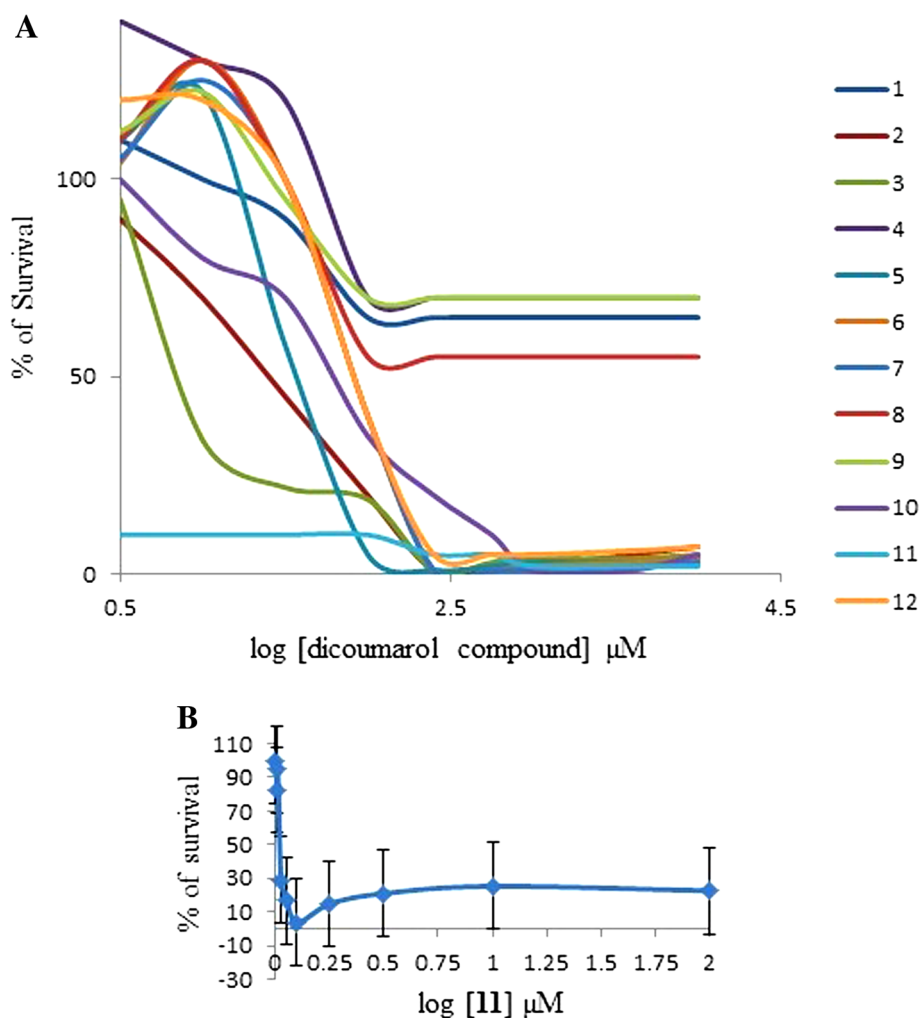 A
% of Survival
100
50
0
0.5 2.5 4.5
log [dicoumarol compound] μM
1
2
3
4
5
6
7
8
9
10
11
12
B
% of survival
110
90
70
50
30
10
-10
-30
0 0.25 0.5 0.75 1 1.25 1.5 1.75 2
log [11] μM